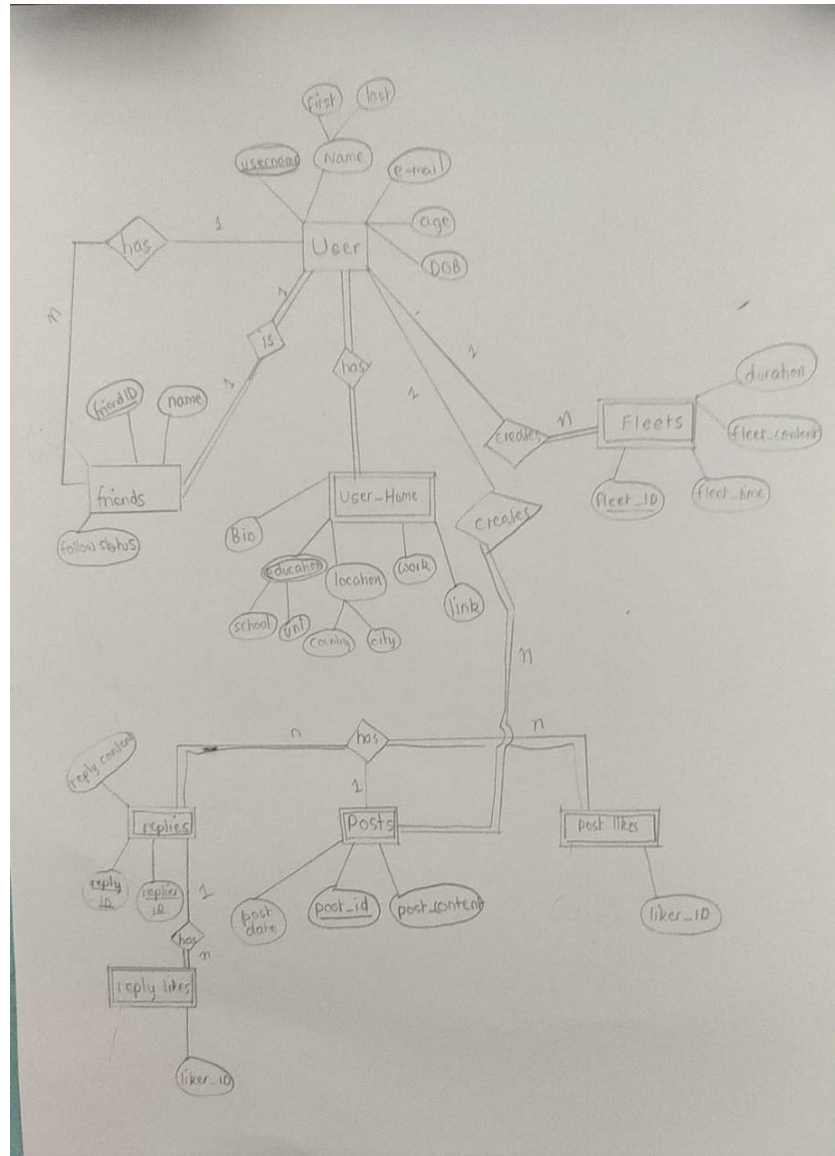 first
last
username
Name
e-mail
age
DOB
1
has
User
n
1
is
1
has
1
1
creates
n
Fleets
duration
fleet_content
fleet_time
Fleet_ID
friendID
name
friends
follow status
User-Home
Bio
education
school
uni
location
city
work
link
creates
n
n
has
n
1
reply content
replies
reply
ID
replier
ID
Posts
post
date
post_id
post_content
post likes
liker_ID
1
has
n
reply likes
liker_ID